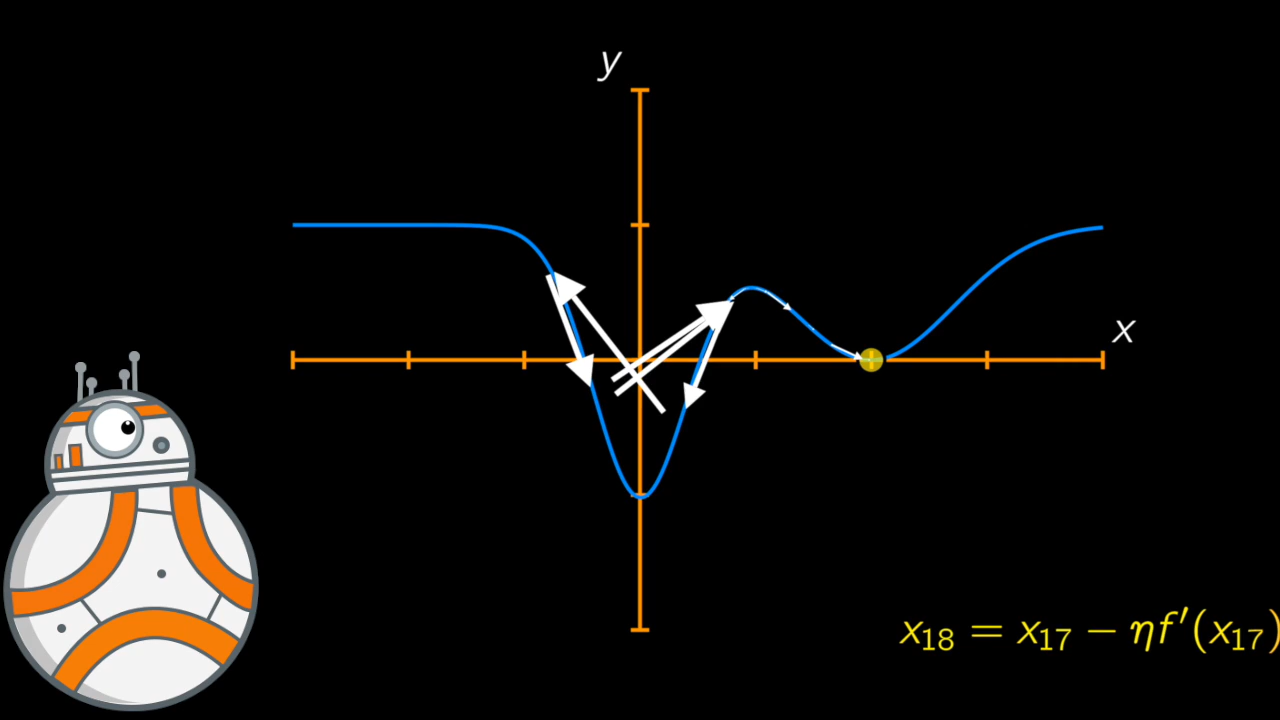 y
x
x₁₈ = x₁₇ − ηf′(x₁₇)